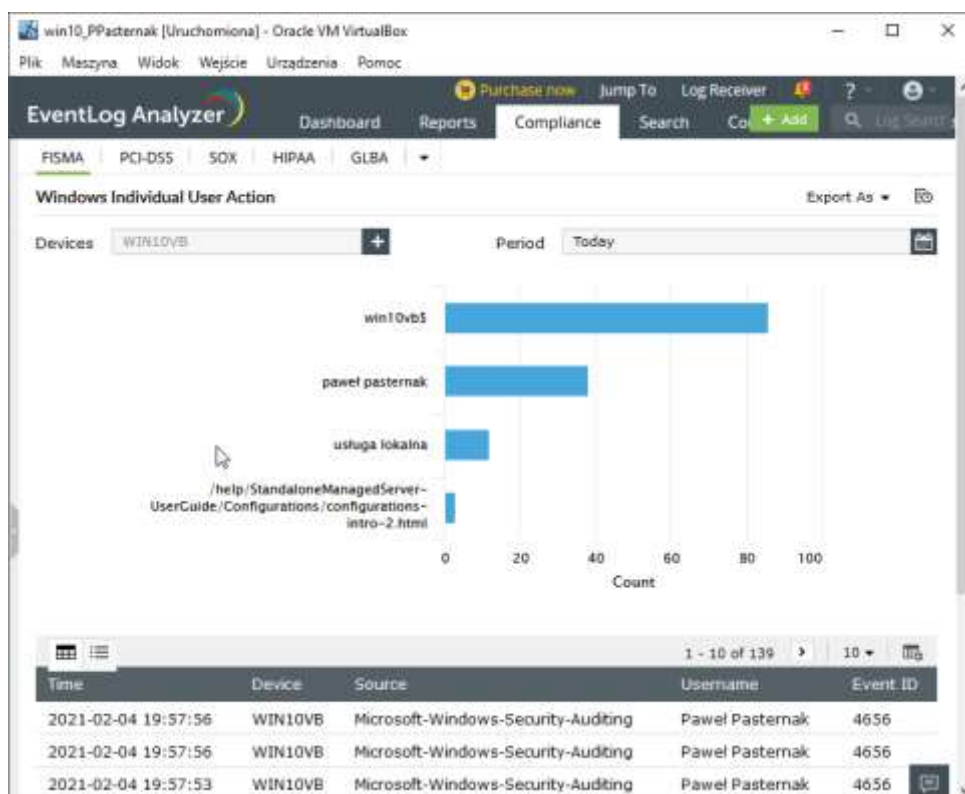 win10_PPasternak [Uruchomiona] - Oracle VM VirtualBox
Plik Maszyna Widok Wejście Urządzenia Pomoc
Purchase now Jump To Log Receiver ?
EventLog Analyzer Dashboard Reports Compliance Search Co + Add Log Search
FISMA PCI-DSS SOX HIPAA GLBA
Windows Individual User Action Export As
Devices WIN10VB + Period Today
win10vb$
paweł pasternak
usługa lokalna
/help/StandaloneManagedServer-
UserGuide/Configurations/configurations-
intro-2.html
0 20 40 60 80 100
Count
1 - 10 of 139 10
Time Device Source Username Event ID
2021-02-04 19:57:56 WIN10VB Microsoft-Windows-Security-Auditing Paweł Pasternak 4656
2021-02-04 19:57:56 WIN10VB Microsoft-Windows-Security-Auditing Paweł Pasternak 4656
2021-02-04 19:57:53 WIN10VB Microsoft-Windows-Security-Auditing Paweł Pasternak 4656